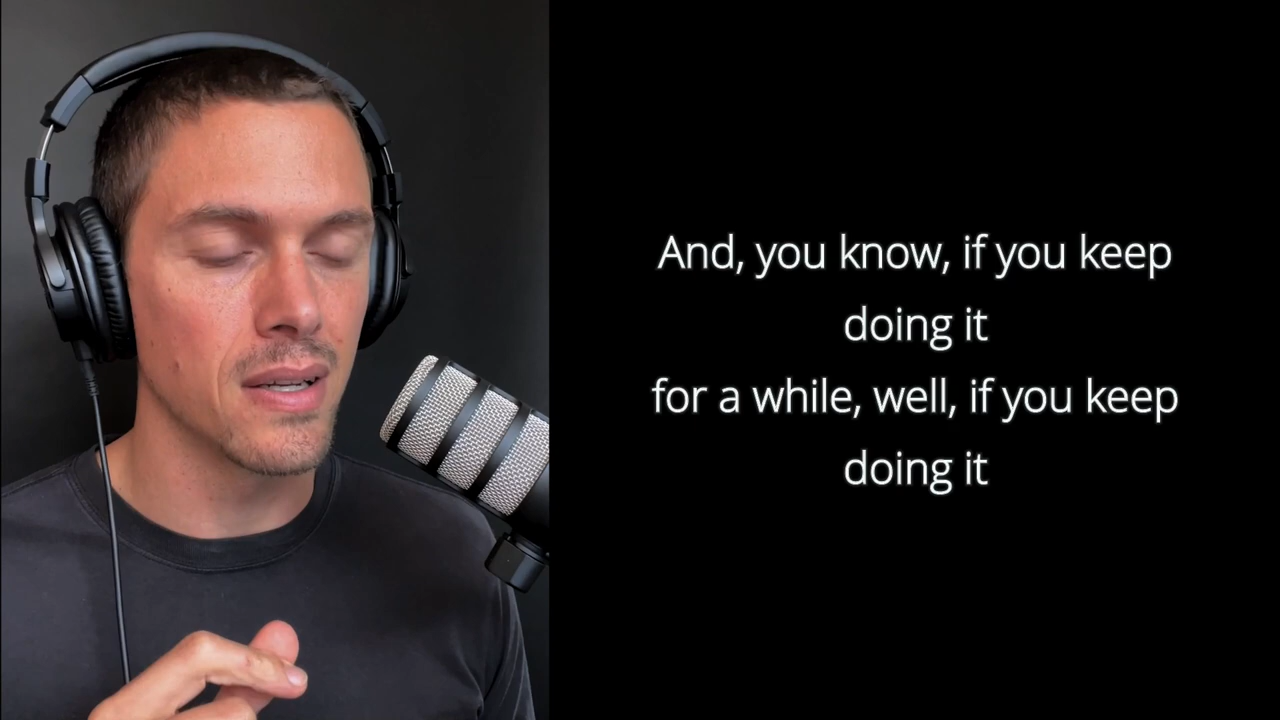 And, you know, if you keep
doing it
for a while, well, if you keep
doing it